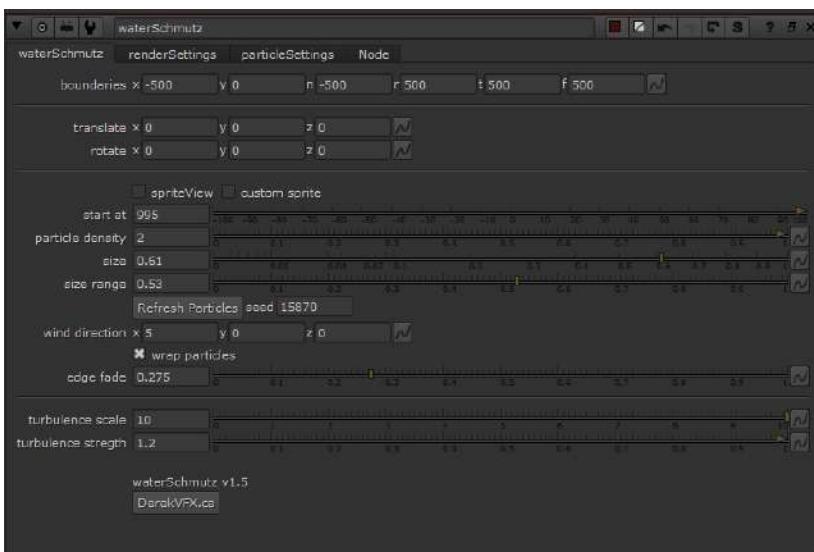 waterSchmutz S ?
waterSchmutz renderSettings particleSettings Node
bounderies x -500 y 0 n -500 r 500 t 500 f 500
translate x 0 y 0 z 0
rotate x 0 y 0 z 0
spriteView custom sprite
start at 995
particle density 2
size 0.61
size range 0.53
Refresh Particles seed 15870
wind direction x 5 y 0 z 0
wrap particles
edge fade 0.275
turbulence scale 10
turbulence stregth 1.2
waterSchmutz v1.5
DarakVFX.ca